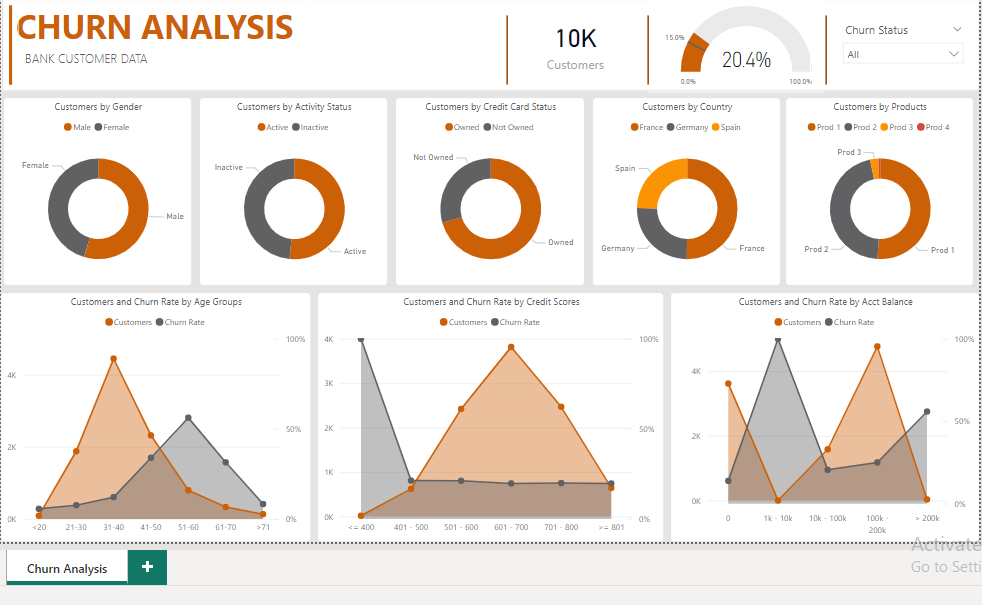 CHURN ANALYSIS
BANK CUSTOMER DATA
10K
Customers
15.0%
20.4%
0.0%
100.0%
Churn Status
All
Customers by Gender
Male Female
Female
Male
Customers by Activity Status
Active Inactive
Inactive
Active
Customers by Credit Card Status
Owned Not Owned
Not Owned
Owned
Customers by Country
France Germany Spain
Spain
Germany
France
Customers by Products
Prod 1 Prod 2 Prod 3 Prod 4
Prod 3
Prod 2
Prod 1
Customers and Churn Rate by Age Groups
Customers Churn Rate
100%
4K
50%
2K
0K
0%
<20 21-30 31-40 41-50 51-60 61-70 >71
Customers and Churn Rate by Credit Scores
Customers Churn Rate
4K 100%
3K
2K 50%
1K
0K 0%
<= 400 401 - 500 501 - 600 601 - 700 701 - 800 >= 801
Customers and Churn Rate by Acct Balance
Customers Churn Rate
100%
4K
50%
2K
0K 0%
0 1k - 10k 10k - 100k 100k - > 200k
200k
Activate
Go to Setti
Churn Analysis
+